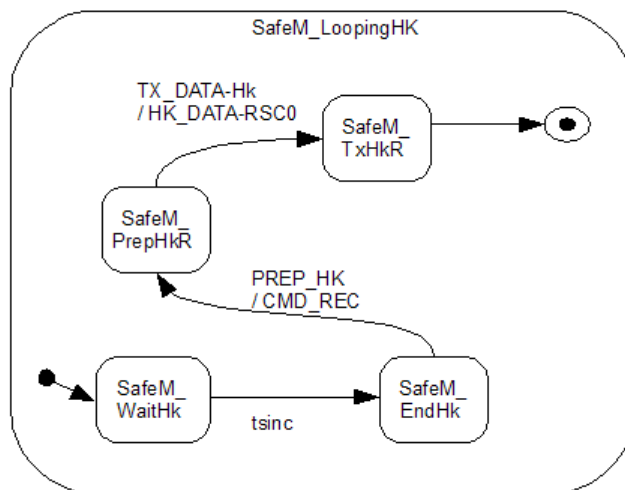 SafeM_LoopingHK
TX_DATA-Hk
/ HK_DATA-RSC0
SafeM_
TxHkR
SafeM_
PrepHkR
PREP_HK
/ CMD_REC
SafeM_
WaitHk
SafeM_
EndHk
tsinc